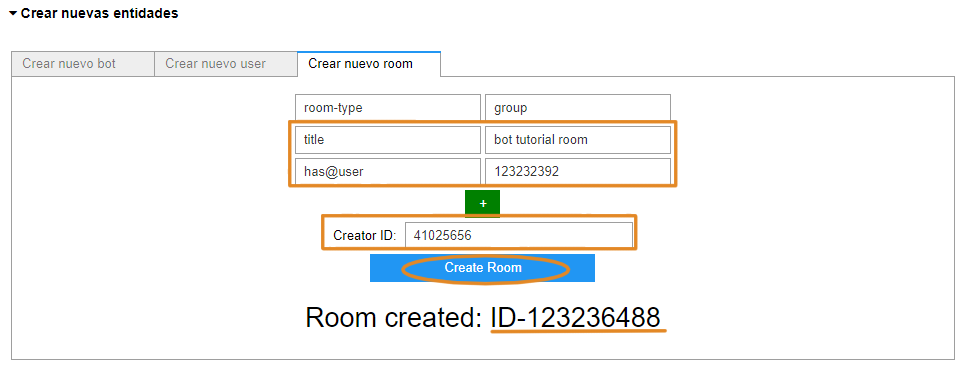 Crear nuevas entidades
Crear nuevo bot Crear nuevo user Crear nuevo room
room-type group
title bot tutorial room
has@user 123232392
+
Creator ID: 41025656
Create Room
Room created: ID-123236488